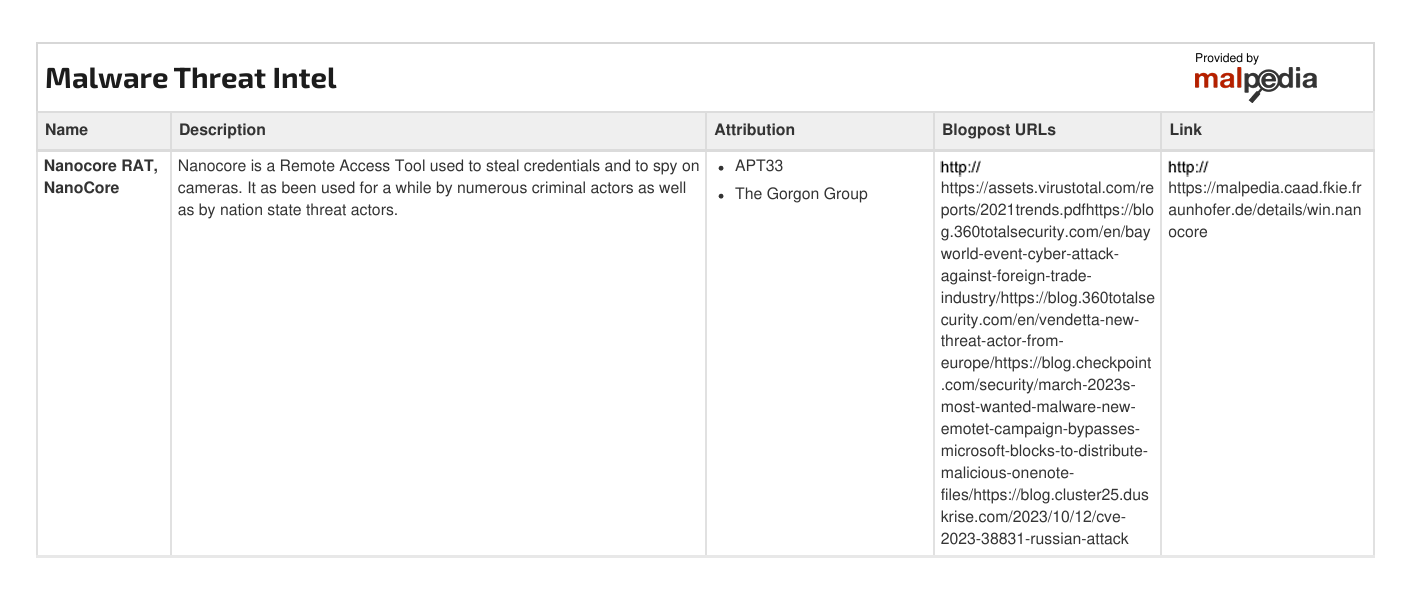 Malware Threat Intel
Provided by
malpedia
Name
Description
Attribution
Blogpost URLs
Link
Nanocore RAT,
NanoCore
Nanocore is a Remote Access Tool used to steal credentials and to spy on
cameras. It as been used for a while by numerous criminal actors as well
as by nation state threat actors.
• APT33
• The Gorgon Group
http://
https://assets.virustotal.com/re
ports/2021trends.pdfhttps://blo
g.360totalsecurity.com/en/bay
world-event-cyber-attack-
against-foreign-trade-
industry/https://blog.360totalse
curity.com/en/vendetta-new-
threat-actor-from-
europe/https://blog.checkpoint
.com/security/march-2023s-
most-wanted-malware-new-
emotet-campaign-bypasses-
microsoft-blocks-to-distribute-
malicious-onenote-
files/https://blog.cluster25.dus
krise.com/2023/10/12/cve-
2023-38831-russian-attack
http://
https://malpedia.caad.fkie.fr
aunhofer.de/details/win.nan
ocore